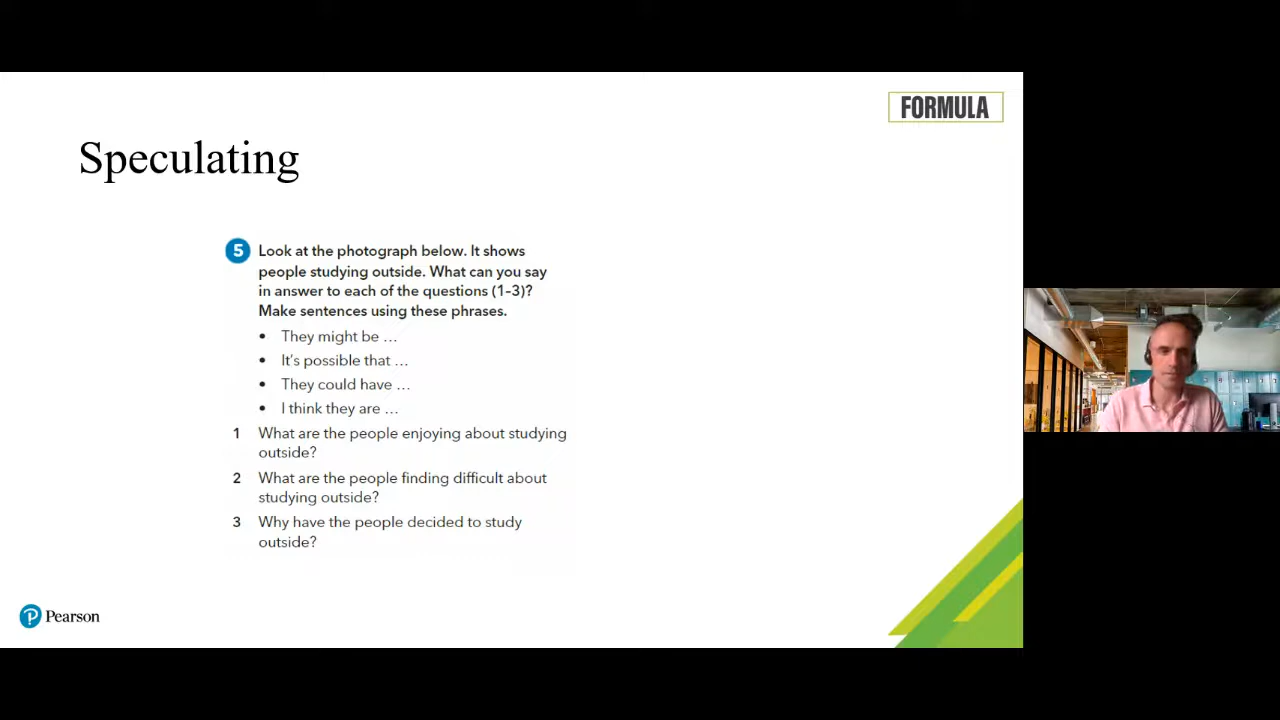 FORMULA
Speculating
5 Look at the photograph below. It shows
people studying outside. What can you say
in answer to each of the questions (1–3)?
Make sentences using these phrases.
• They might be …
• It's possible that …
• They could have …
• I think they are …
1 What are the people enjoying about studying
outside?
2 What are the people finding difficult about
studying outside?
3 Why have the people decided to study
outside?
P Pearson